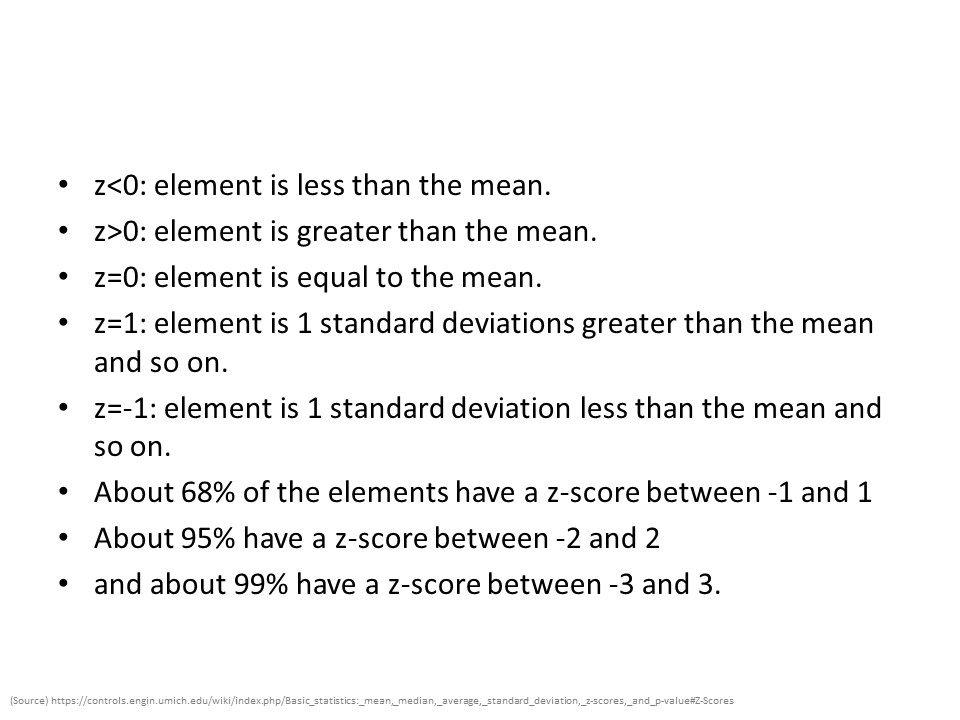 • z<0: element is less than the mean.
• z>0: element is greater than the mean.
• z=0: element is equal to the mean.
• z=1: element is 1 standard deviations greater than the mean
and so on.
• z=-1: element is 1 standard deviation less than the mean and
so on.
• About 68% of the elements have a z-score between -1 and 1
• About 95% have a z-score between -2 and 2
• and about 99% have a z-score between -3 and 3.
(Source) https://controls.engin.umich.edu/wiki/index.php/Basic_statistics:_mean,_median,_average,_standard_deviation,_z-scores,_and_p-value#Z-Scores